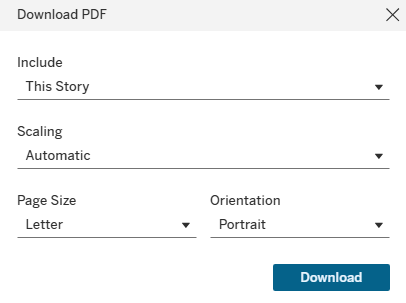 Download PDF
Include
This Story
Scaling
Automatic
Page Size
Orientation
Letter
Portrait
Download